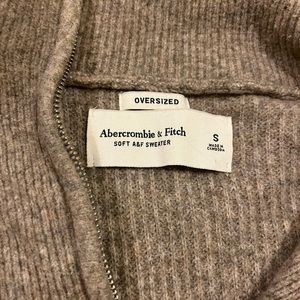 OVERSIZED
Abercrombie & Fitch
SOFT A&F SWEATER
S
MADE IN
CAMBODIA